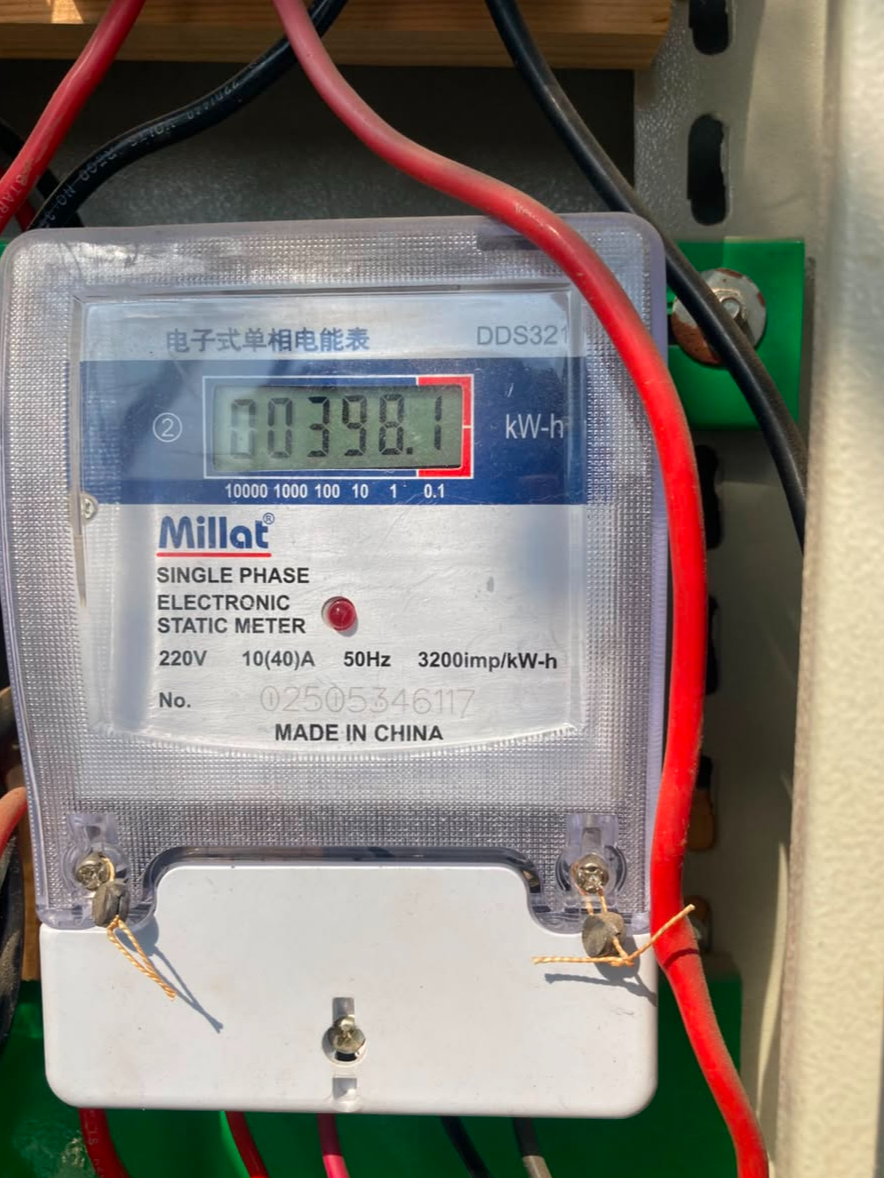 电子式单相电能表 DDS321
② 00398.1 kW-h
10000 1000 100 10 1 0.1
Millat®
SINGLE PHASE
ELECTRONIC
STATIC METER
220V 10(40)A 50Hz 3200imp/kW-h
No. 02505346117
MADE IN CHINA